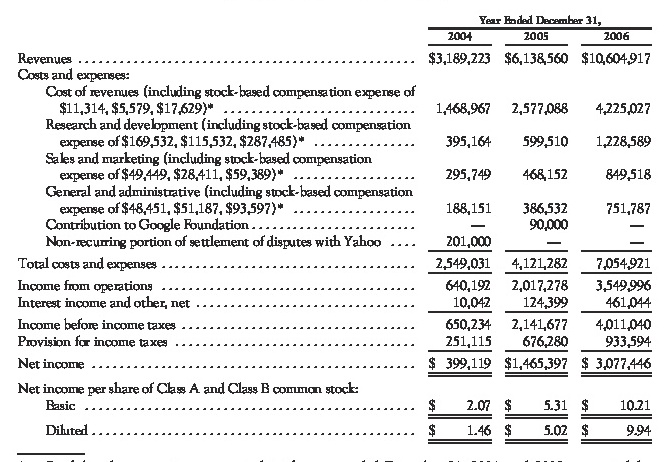 Year Ended December 31,
2004 2005 2006
Revenues $3,189,223 $6,138,560 $10,604,917
Costs and expenses:
Cost of revenues (including stock-based compensation expense of
$11,314, $5,579, $17,629)* 1,468,967 2,577,088 4,225,027
Research and development (including stock-based compensation
expense of $169,532, $115,532, $287,485)* 395,164 599,510 1,228,589
Sales and marketing (including stock-based compensation
expense of $49,449, $28,411, $59,389)* 295,749 468,152 849,518
General and administrative (including stock-based compensation
expense of $48,451, $51,187, $93,597)* 188,151 386,532 751,787
Contribution to Google Foundation — 90,000 —
Non-recurring portion of settlement of disputes with Yahoo 201,000 — —
Total costs and expenses 2,549,031 4,121,282 7,054,921
Income from operations 640,192 2,017,278 3,549,996
Interest income and other, net 10,042 124,399 461,044
Income before income taxes 650,234 2,141,677 4,011,040
Provision for income taxes 251,115 676,280 933,594
Net income $ 399,119 $1,465,397 $ 3,077,446
Net income per share of Class A and Class B common stock:
Basic $ 2.07 $ 5.31 $ 10.21
Diluted $ 1.46 $ 5.02 $ 9.94